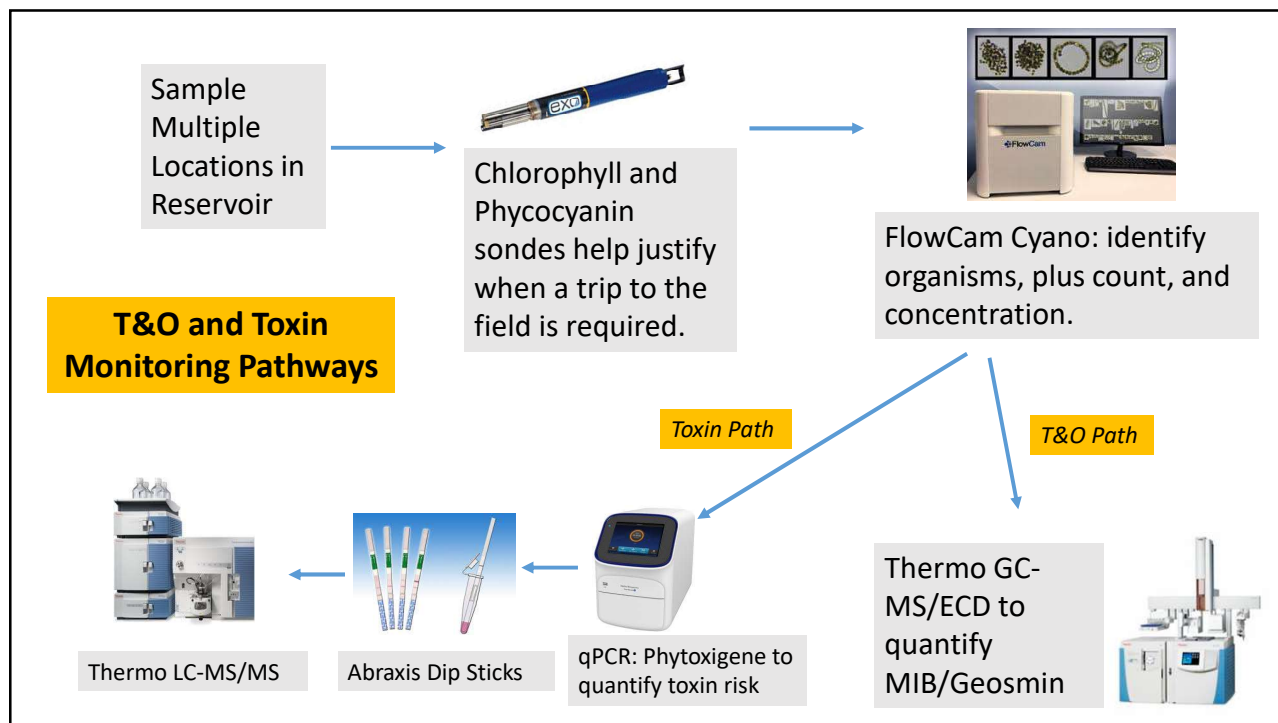 Sample
Multiple
Locations in
Reservoir
exo
Chlorophyll and
Phycocyanin
sondes help justify
when a trip to the
field is required.
FlowCam
FlowCam Cyano: identify
organisms, plus count, and
concentration.
T&O and Toxin
Monitoring Pathways
Toxin Path
T&O Path
Thermo LC-MS/MS
Abraxis Dip Sticks
qPCR: Phytoxigene to
quantify toxin risk
Thermo GC-
MS/ECD to
quantify
MIB/Geosmin